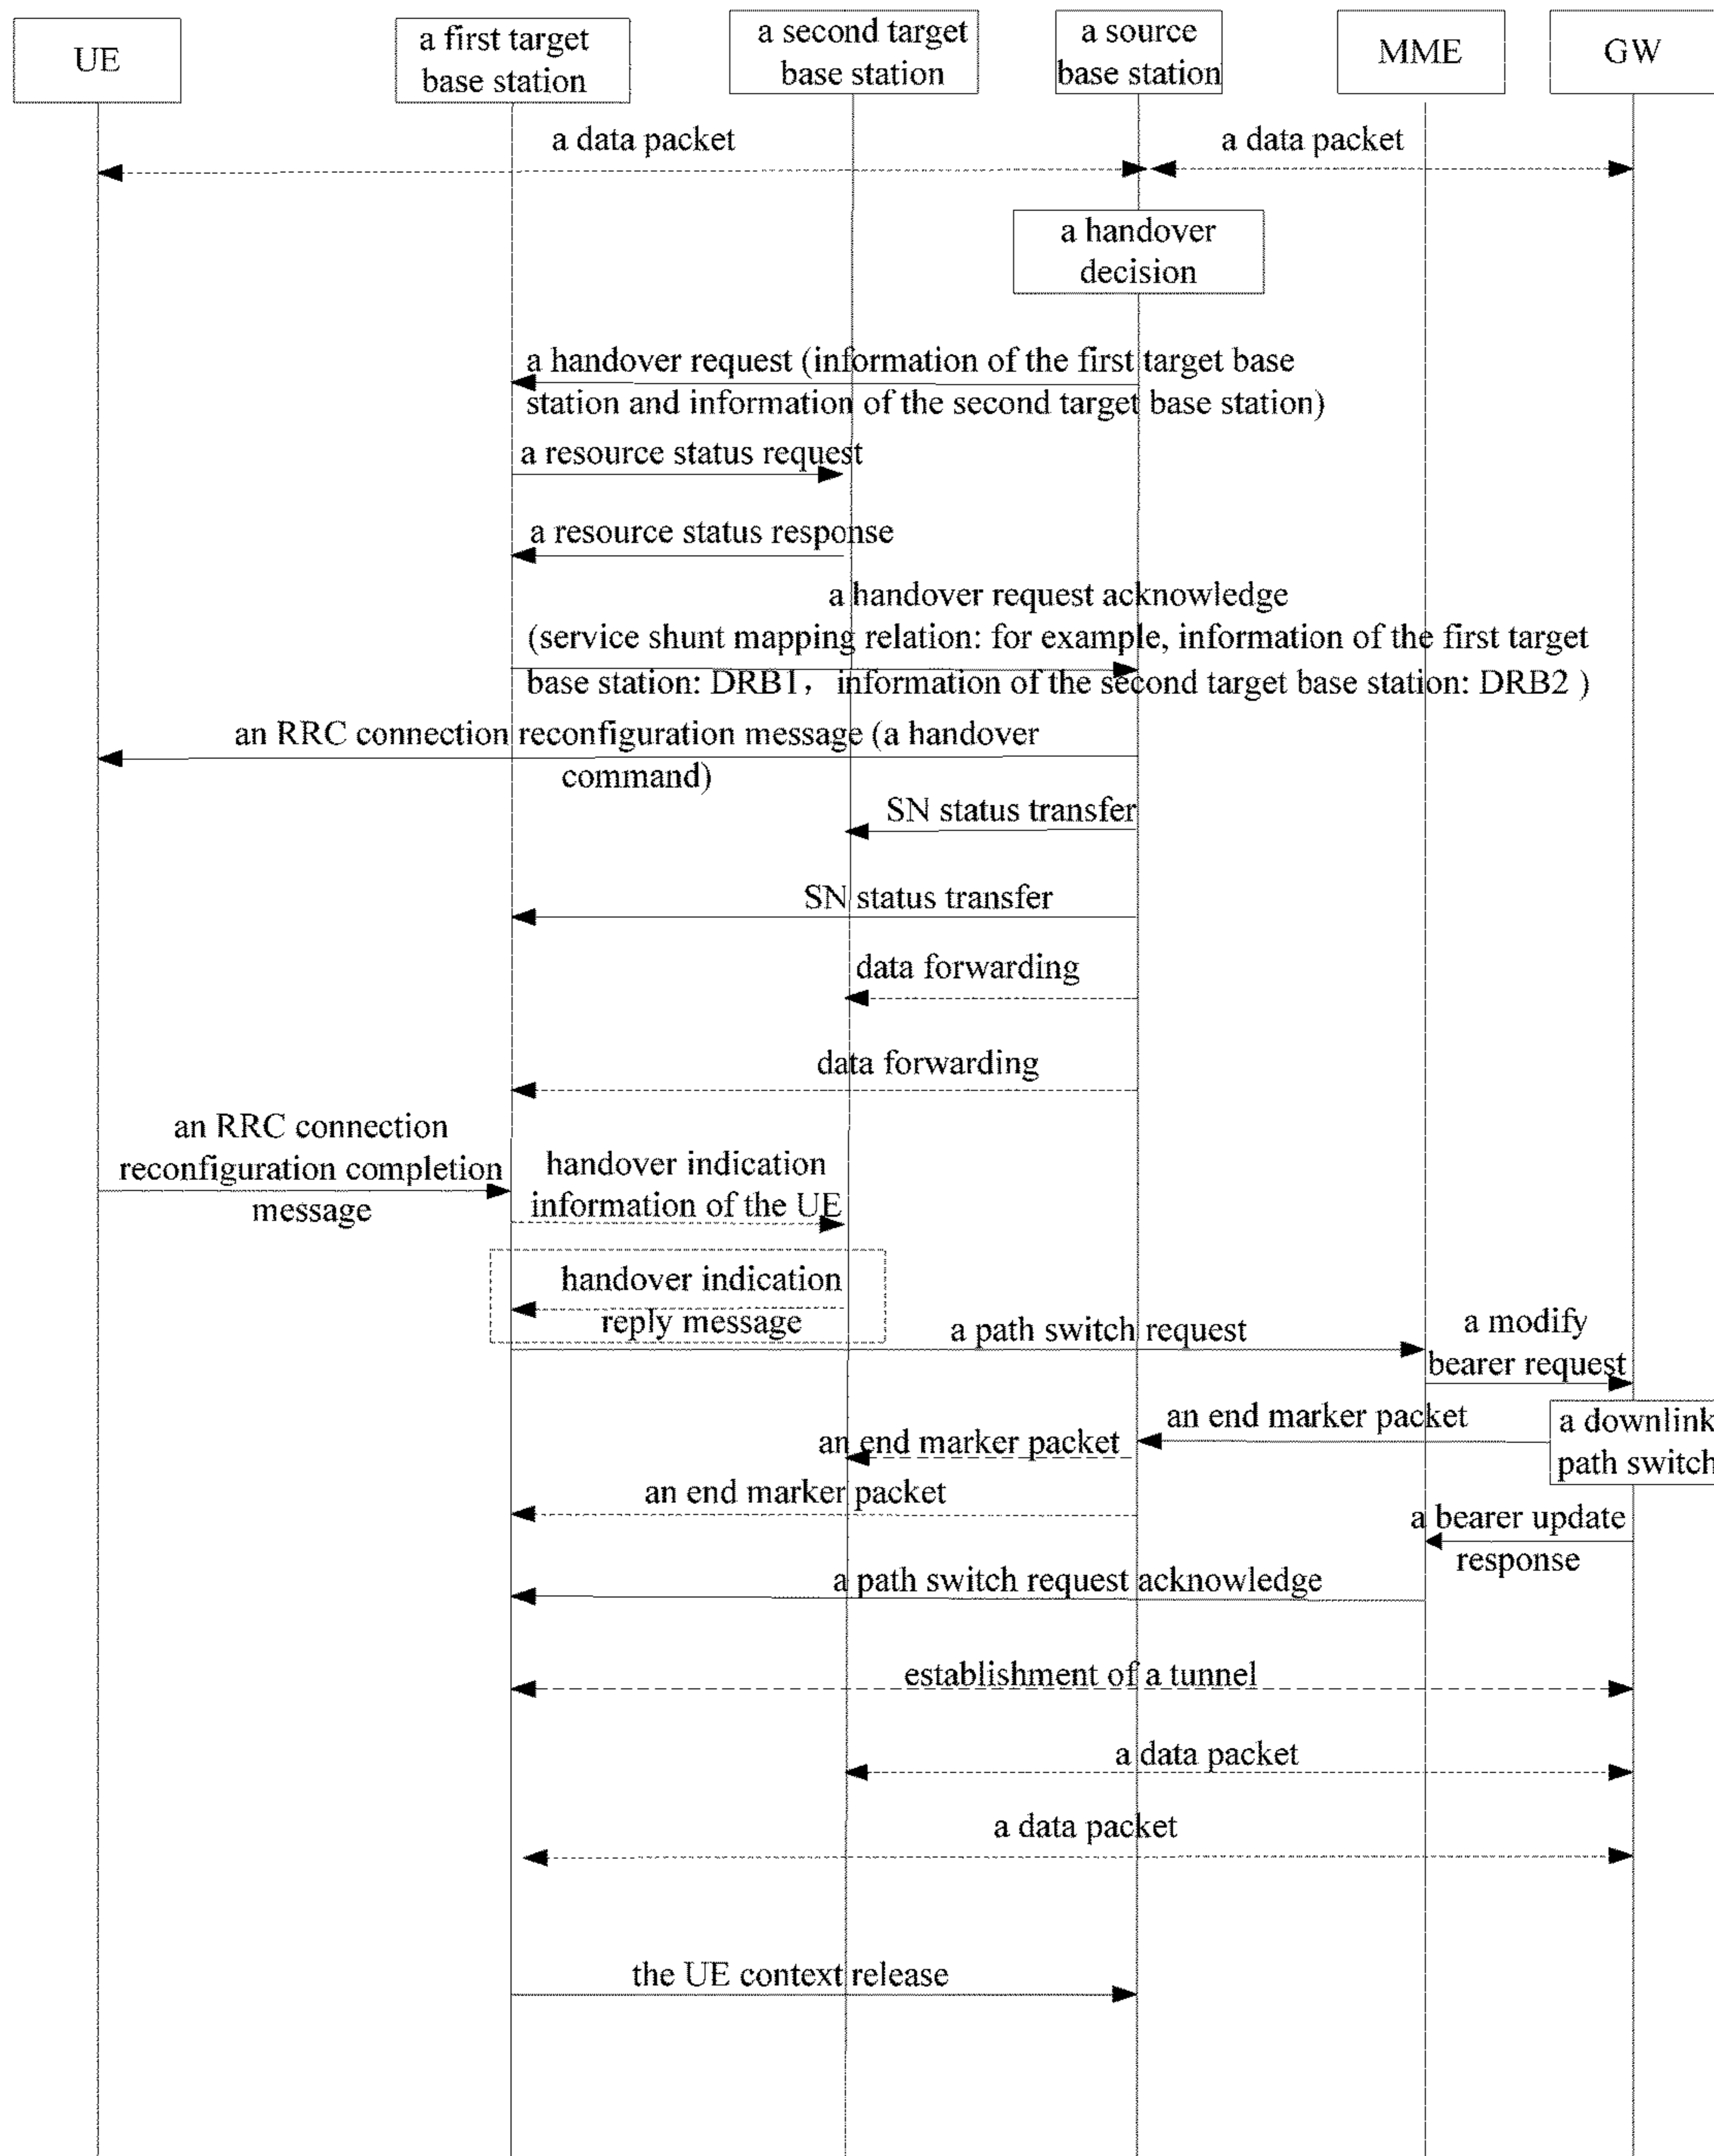 UE
a first target
base station
a second target
base station
a source
base station
MME
GW
a data packet
a data packet
a handover
decision
a handover request (information of the first target base
station and information of the second target base station)
a resource status request
a resource status response
a handover request acknowledge
(service shunt mapping relation: for example, information of the first target
base station: DRB1, information of the second target base station: DRB2 )
an RRC connection reconfiguration message (a handover
command)
SN status transfer
SN status transfer
data forwarding
data forwarding
an RRC connection
reconfiguration completion
message
handover indication
information of the UE
handover indication
reply message
a path switch request
a modify
bearer request
an end marker packet
a downlink
path switch
an end marker packet
an end marker packet
a bearer update
response
a path switch request acknowledge
establishment of a tunnel
a data packet
a data packet
the UE context release